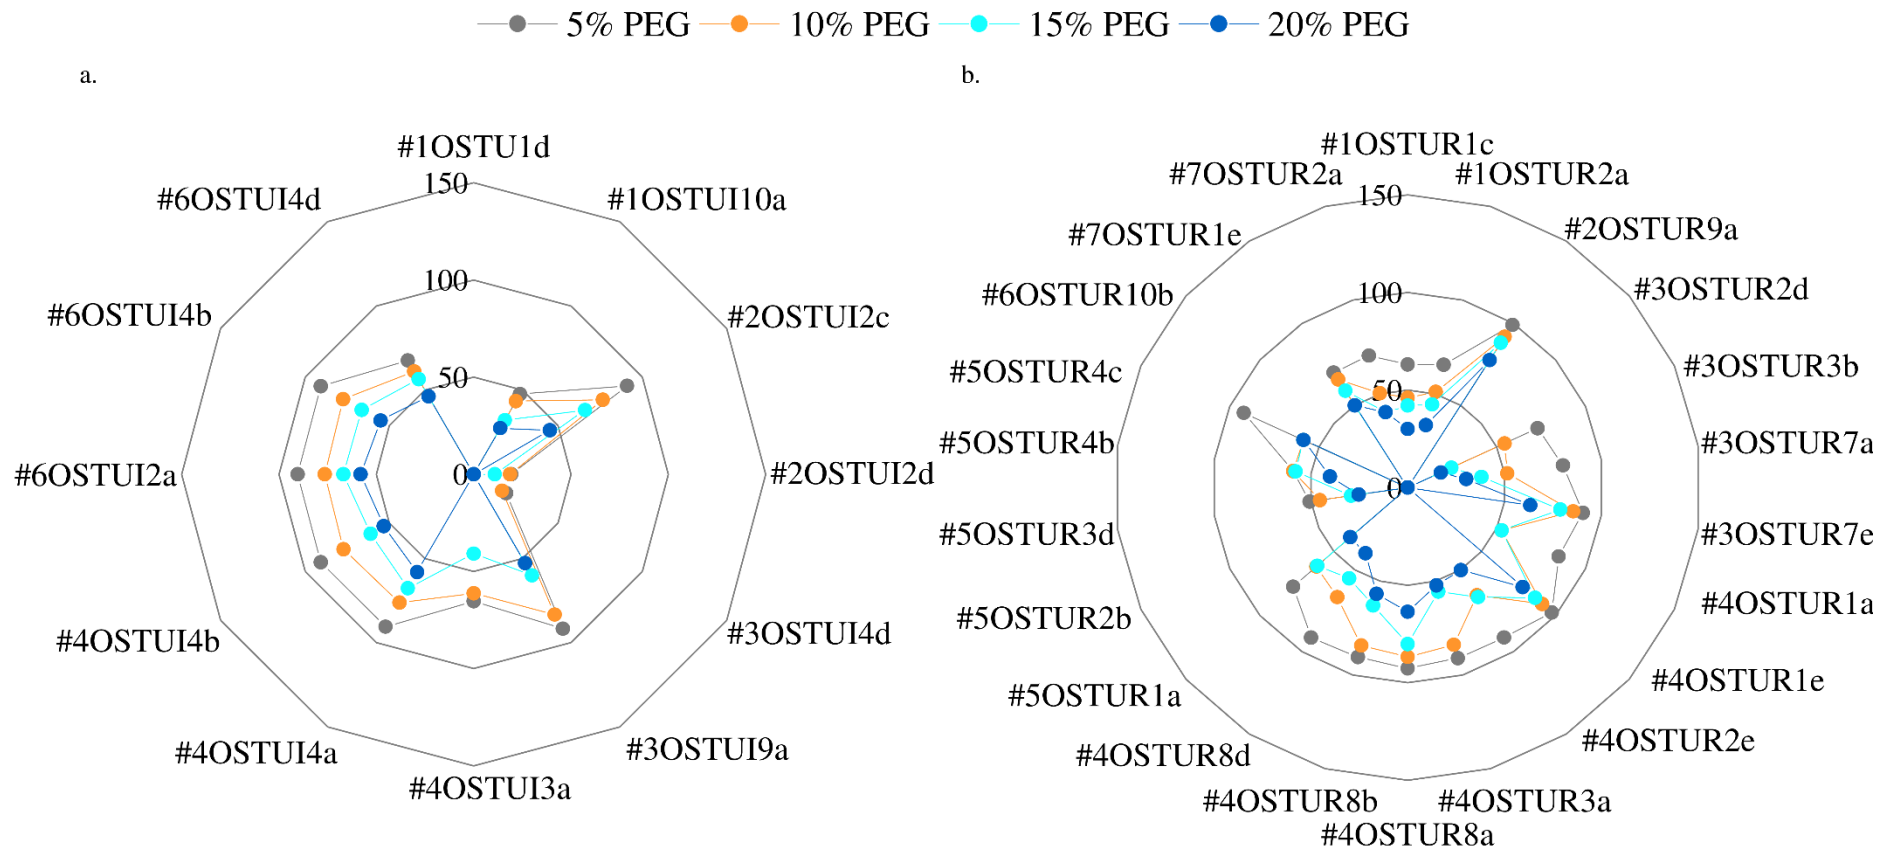 5% PEG 10% PEG 15% PEG 20% PEG
a.
#1OSTU1d
150
#6OSTUI4d
#1OSTUI10a
100
#6OSTUI4b
#2OSTUI2c
50
#6OSTUI2a
0
#2OSTUI2d
#4OSTUI4b
#3OSTUI4d
#4OSTUI4a
#3OSTUI9a
#4OSTUI3a
b.
#1OSTUR1c
#7OSTUR2a
#1OSTUR2a
150
#7OSTUR1e
#2OSTUR9a
#6OSTUR10b
#3OSTUR2d
100
#5OSTUR4c
#3OSTUR3b
50
#5OSTUR4b
#3OSTUR7a
0
#5OSTUR3d
#3OSTUR7e
#5OSTUR2b
#4OSTUR1a
#5OSTUR1a
#4OSTUR1e
#4OSTUR8d
#4OSTUR2e
#4OSTUR8b
#4OSTUR3a
#4OSTUR8a